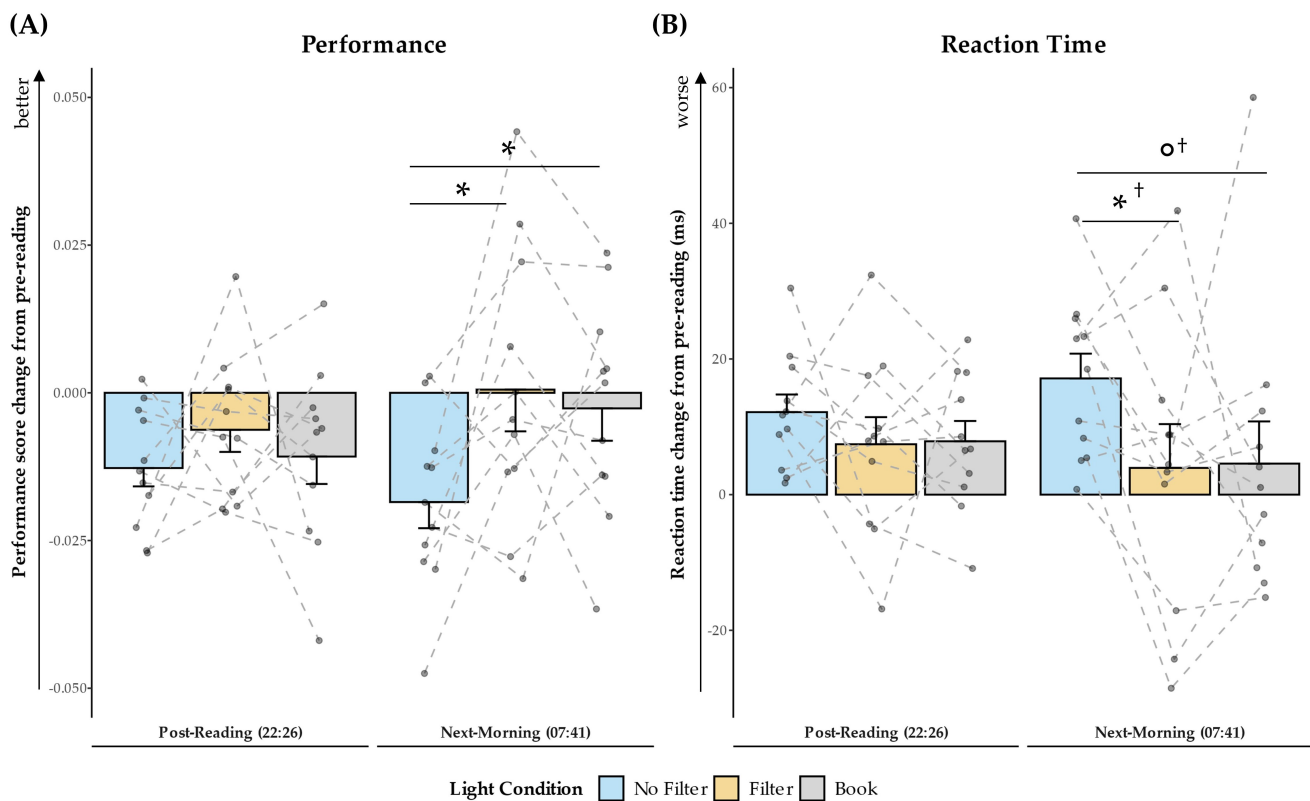 (A)
Performance
better
Performance score change from pre-reading
0.050
0.025
0.000
-0.025
-0.050
*
*
Post-Reading (22:26)
Next-Morning (07:41)
(B)
Reaction Time
worse
Reaction time change from pre-reading (ms)
60
40
20
0
-20
°†
*†
Post-Reading (22:26)
Next-Morning (07:41)
Light Condition No Filter Filter Book